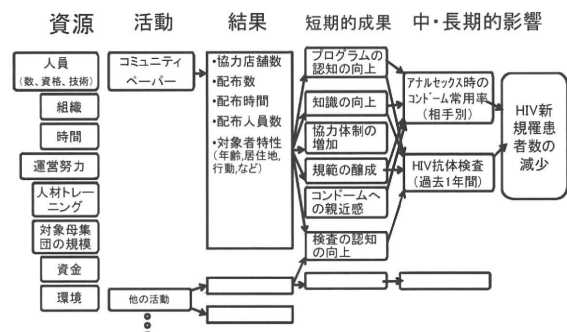 資源
活動
結果
短期的成果
中・長期的影響
人員
(数、資格、技術)
組織
時間
運営努力
人材トレー
ニング
対象母集
団の規模
資金
環境
コミュニティ
ペーパー
他の活動
•協力店舗数
•配布数
•配布時間
•配布人員数
•対象者特性
(年齢,居住地,
行動,など)
プログラムの
認知の向上
知識の向上
協力体制の
増加
規範の醸成
コンドームへ
の親近感
検査の認知
の向上
アナルセックス時の
コンドーム常用率
(相手別)
HIV抗体検査
(過去1年間)
HIV新
規罹患
者数の
減少